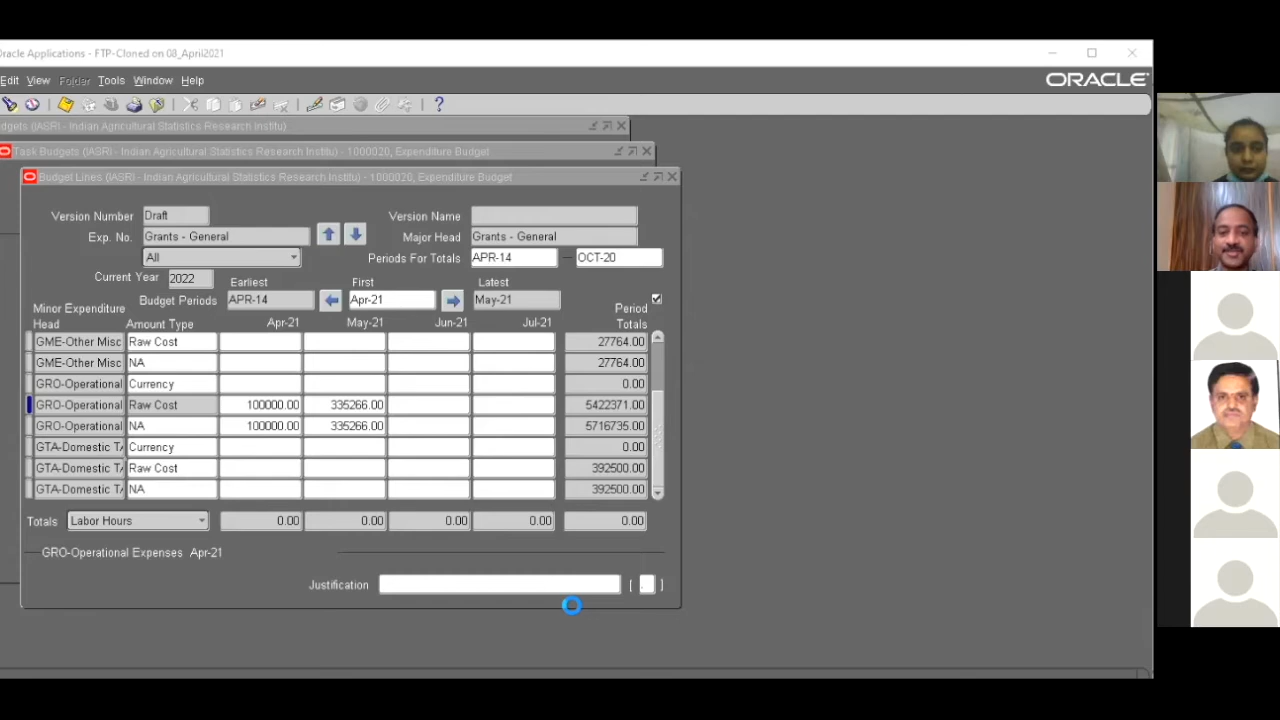 Oracle Applications - FTP-Cloned on 08_April2021
Edit View Folder Tools Window Help
ORACLE
dgets (IASRI - Indian Agricultural Statistics Research Institu)
Task Budgets (IASRI - Indian Agricultural Statistics Research Institu) - 1000020, Expenditure Budget
Budget Lines (IASRI - Indian Agricultural Statistics Research Institu) - 1000020, Expenditure Budget
Version Number Draft Version Name
Exp. No. Grants - General Major Head Grants - General
All Periods For Totals APR-14 – OCT-20
Current Year 2022 Earliest First Latest
Budget Periods APR-14 Apr-21 May-21
Minor Expenditure Period
Head Amount Type Apr-21 May-21 Jun-21 Jul-21 Totals
GME-Other Misc Raw Cost 27764.00
GME-Other Misc NA 27764.00
GRO-Operational Currency 0.00
GRO-Operational Raw Cost 100000.00 335266.00 5422371.00
GRO-Operational NA 100000.00 335266.00 5716735.00
GTA-Domestic TA Currency 0.00
GTA-Domestic TA Raw Cost 392500.00
GTA-Domestic TA NA 392500.00
Totals Labor Hours 0.00 0.00 0.00 0.00 0.00
GRO-Operational Expenses Apr-21
Justification [ . ]